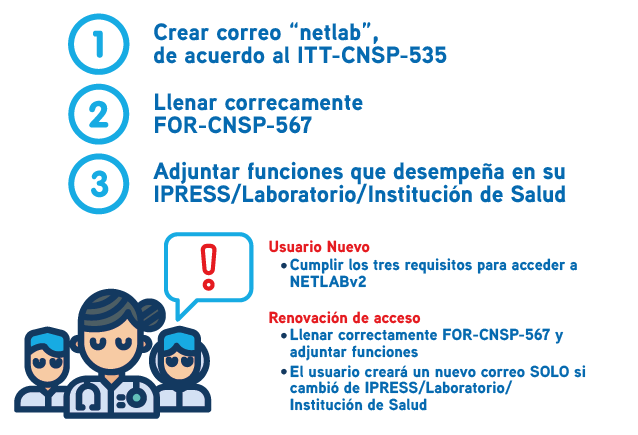 1
Crear correo “netlab”,
de acuerdo al ITT-CNSP-535
2
Llenar correcamente
FOR-CNSP-567
3
Adjuntar funciones que desempeña en su
IPRESS/Laboratorio/Institución de Salud
!
Usuario Nuevo
•Cumplir los tres requisitos para acceder a
NETLABv2
Renovación de acceso
•Llenar correctamente FOR-CNSP-567 y
adjuntar funciones
•El usuario creará un nuevo correo SOLO si
cambió de IPRESS/Laboratorio/
Institución de Salud